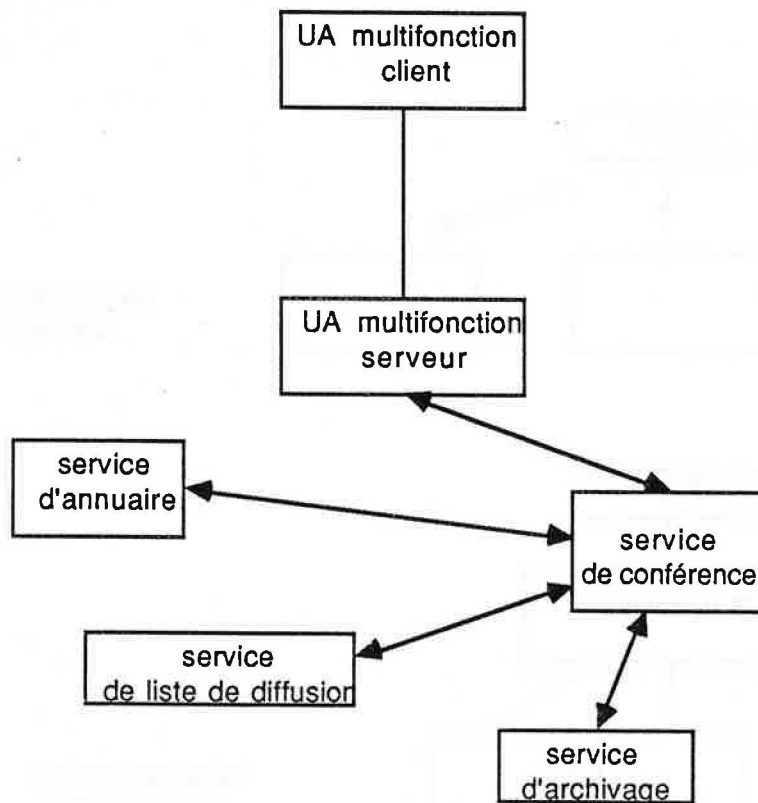 UA multifonction
client
UA multifonction
serveur
service
d'annuaire
service
de conférence
service
de liste de diffusion
service
d'archivage